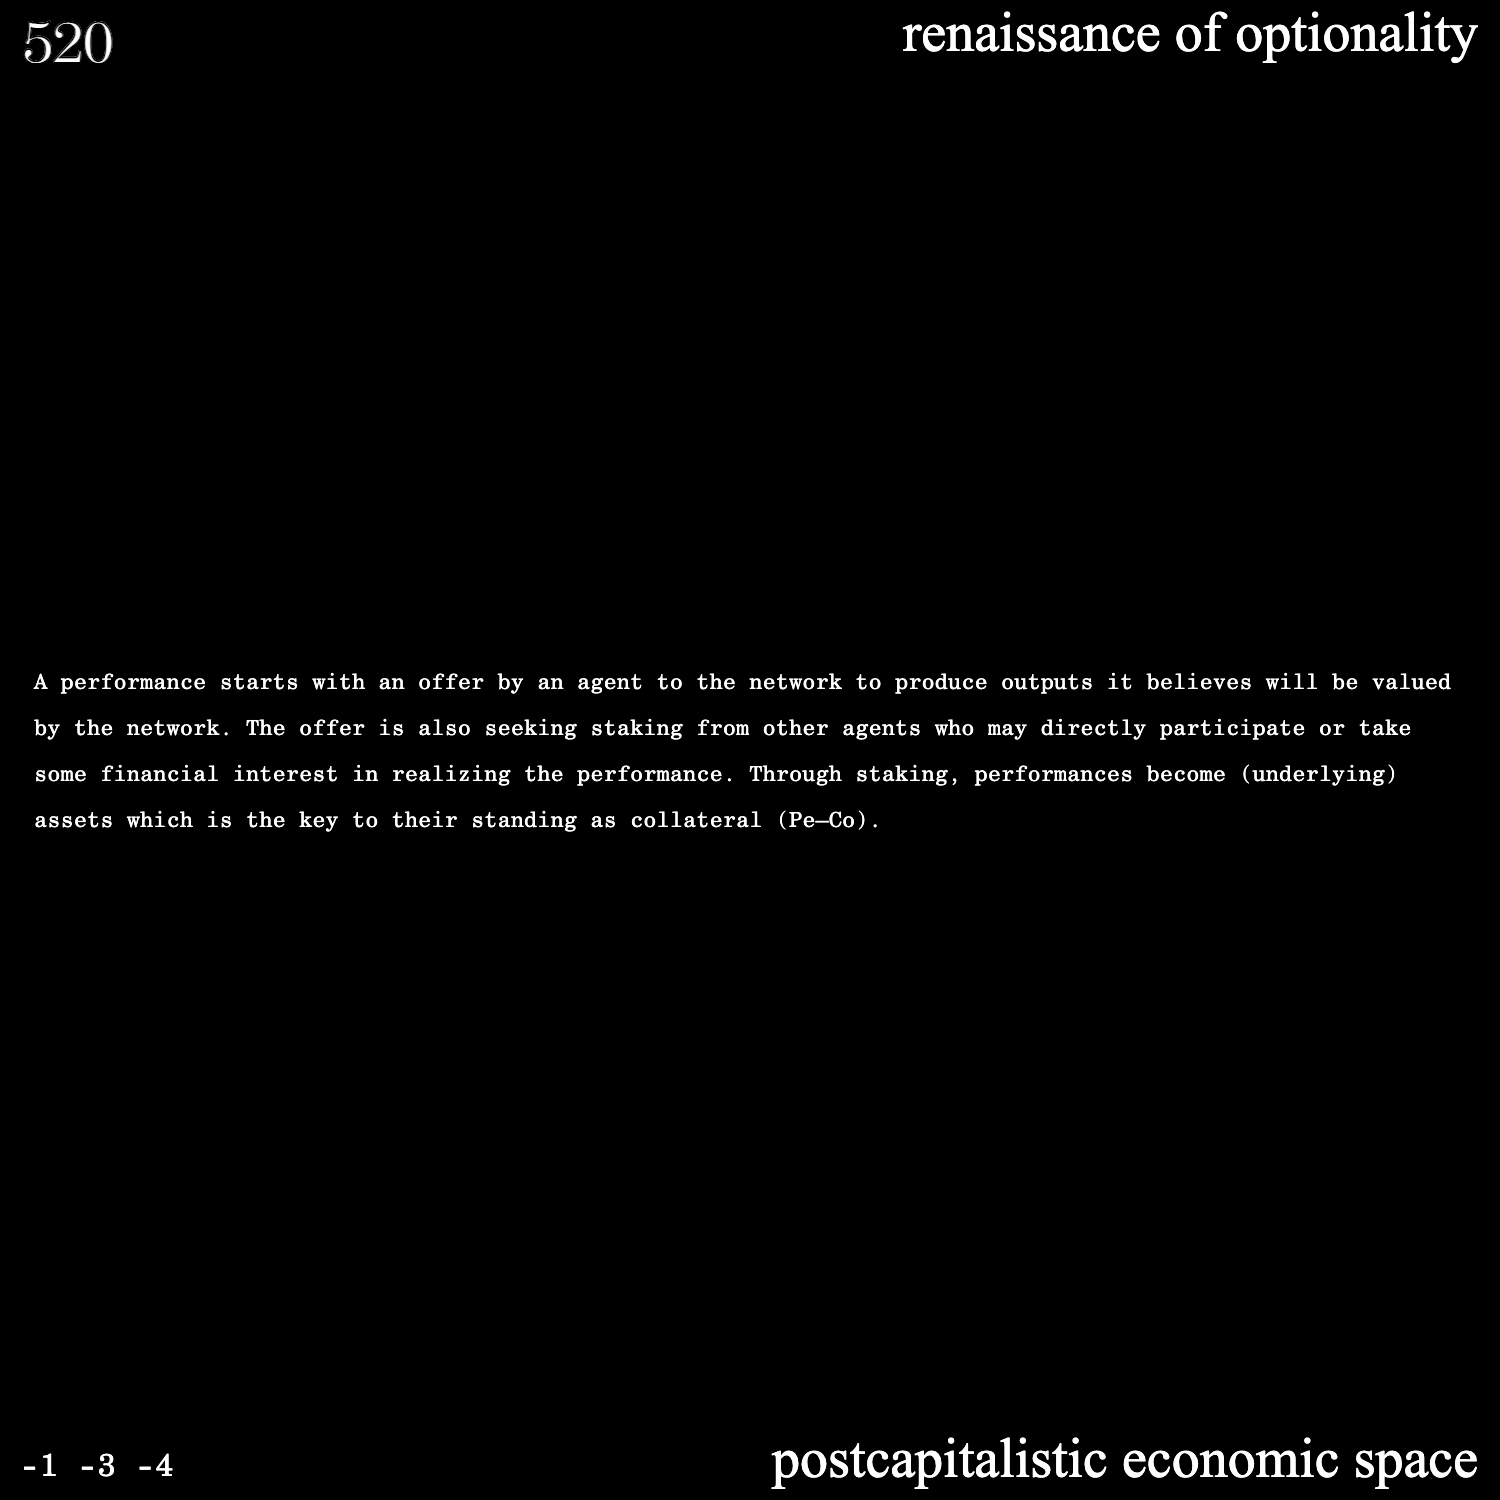 520
renaissance of optionality
A performance starts with an offer by an agent to the network to produce outputs it believes will be valued
by the network. The offer is also seeking staking from other agents who may directly participate or take
some financial interest in realizing the performance. Through staking, performances become (underlying)
assets which is the key to their standing as collateral (Pe—Co).
-1 -3 -4
postcapitalistic economic space